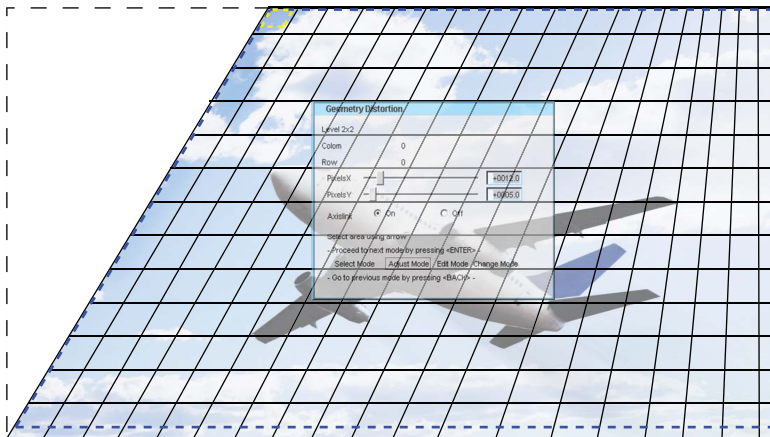 Geometry Distortion
Level 2x2
Colom 0
Row 0
PixelsX +0012.0
PixelsY +0005.0
Axislink On Off
Select area using arrow
- Proceed to next mode by pressing <ENTER> -
Select Mode Adjust Mode Edit Mode Change Mode
- Go to previous mode by pressing <BACK> -